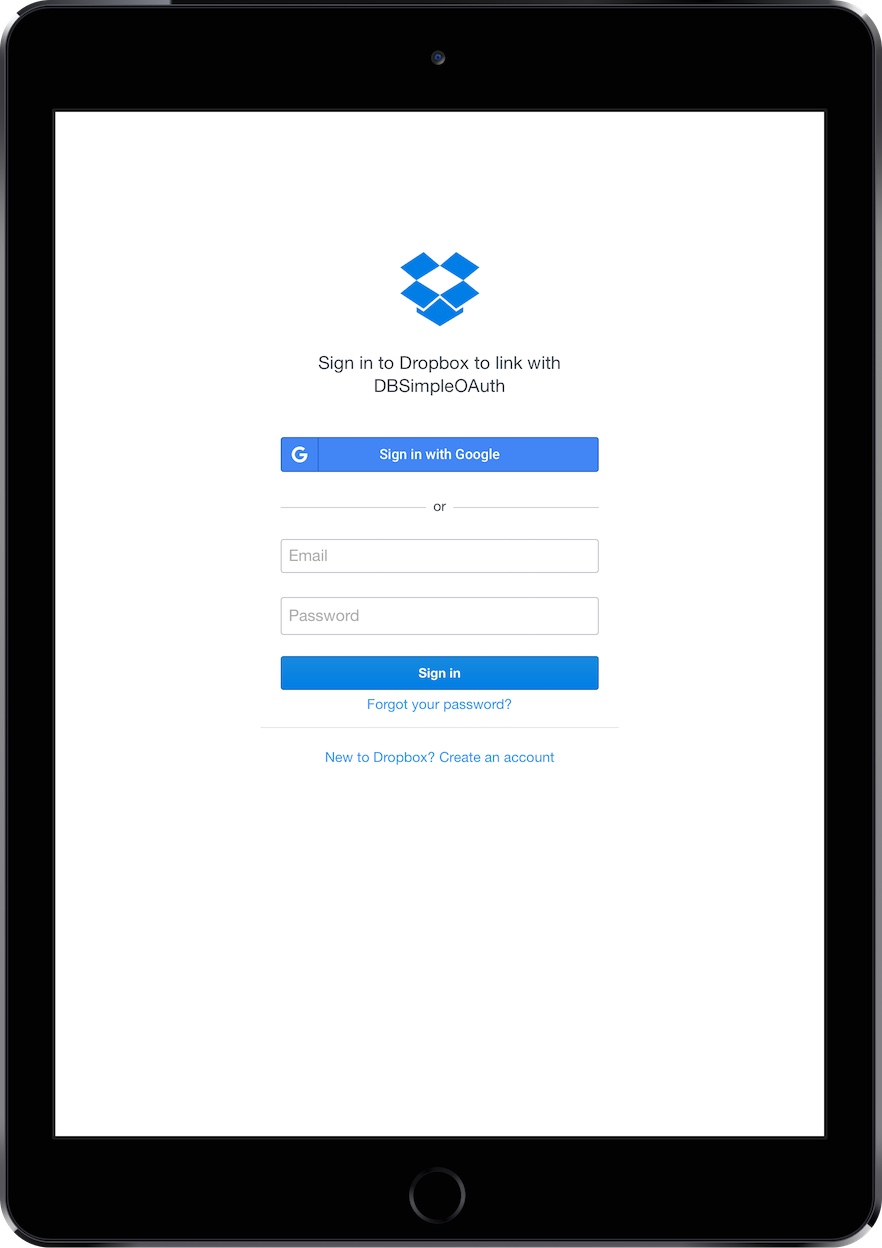 Sign in to Dropbox to link with
DBSimpleOAuth
G
Sign in with Google
or
Email
Password
Sign in
Forgot your password?
New to Dropbox? Create an account